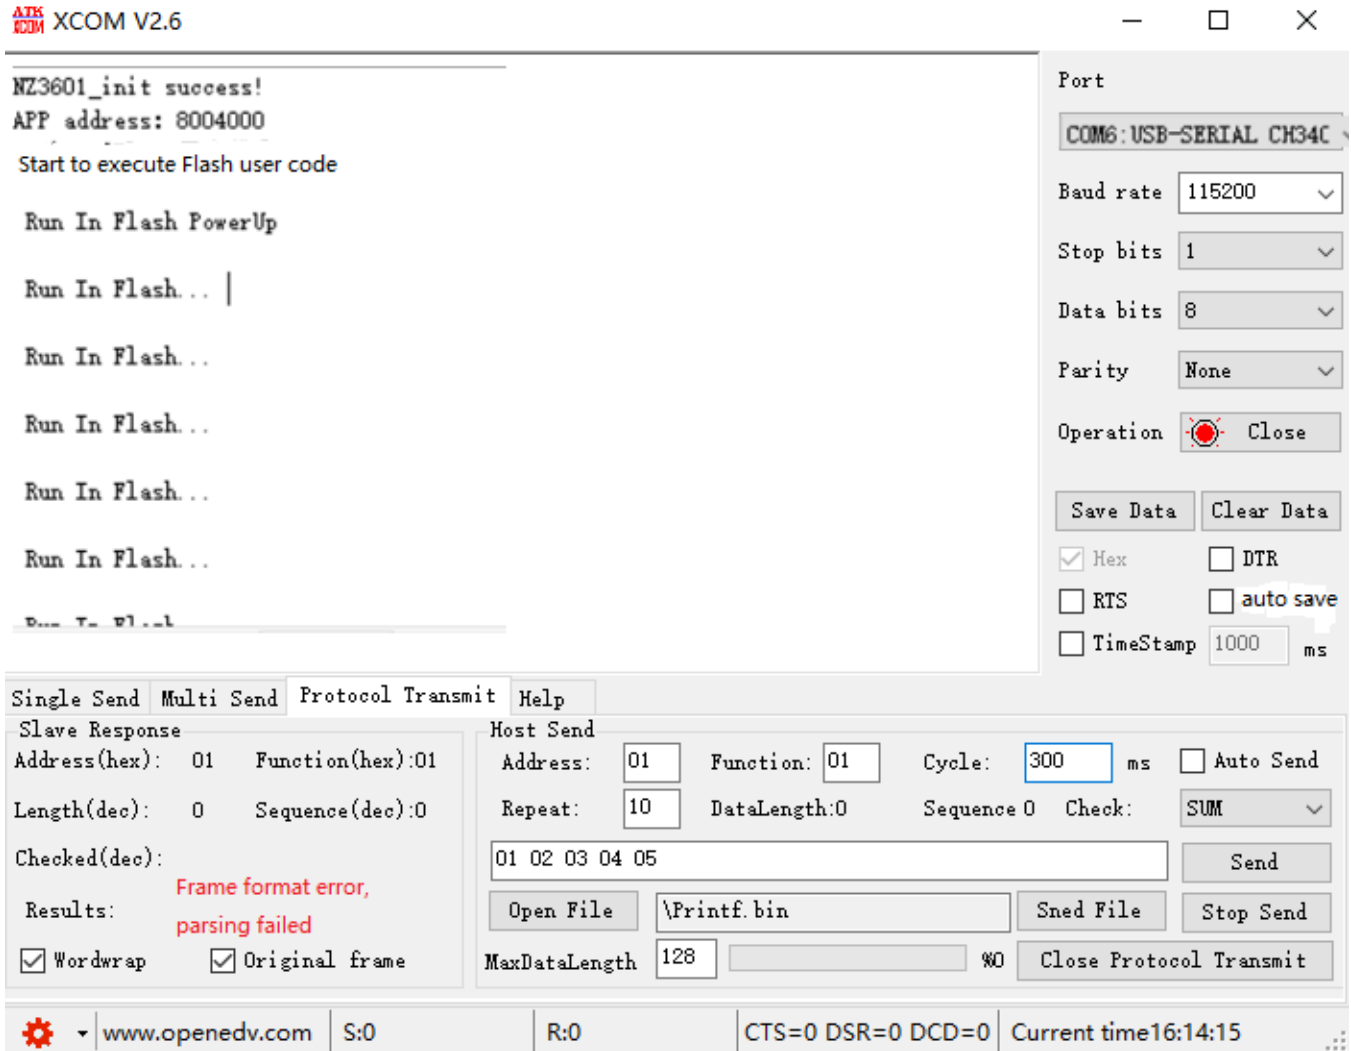 ATK
XCOM XCOM V2.6
NZ3601_init success!
APP address: 8004000
Start to execute Flash user code
Run In Flash PowerUp
Run In Flash...
Run In Flash...
Run In Flash...
Run In Flash...
Run In Flash...
Run In Flash
Port
COM6:USB-SERIAL CH340
Baud rate 115200
Stop bits 1
Data bits 8
Parity None
Operation Close
Save Data Clear Data
Hex DTR
RTS auto save
TimeStamp 1000 ms
Single Send Multi Send Protocol Transmit Help
Slave Response
Address(hex): 01 Function(hex):01
Length(dec): 0 Sequence(dec):0
Checked(dec):
Results: Frame format error,
parsing failed
Wordwrap Original frame
Host Send
Address: 01 Function: 01 Cycle: 300 ms Auto Send
Repeat: 10 DataLength:0 Sequence 0 Check: SUM
01 02 03 04 05 Send
Open File \Printf.bin Sned File Stop Send
MaxDataLength 128 %0 Close Protocol Transmit
www.openedv.com S:0 R:0 CTS=0 DSR=0 DCD=0 Current time16:14:15